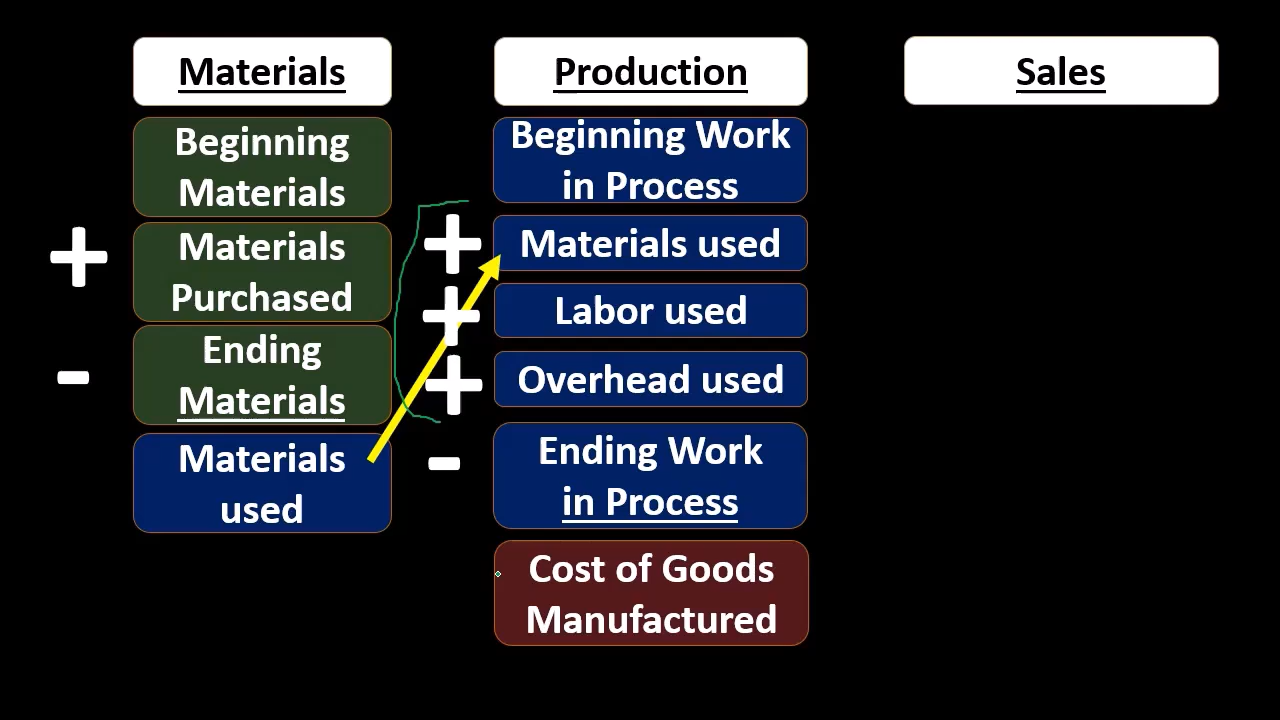 Materials
Beginning
Materials
+
Materials
Purchased
-
Ending
Materials
Materials
used
Production
Beginning Work
in Process
+
Materials used
+
Labor used
+
Overhead used
-
Ending Work
in Process
Cost of Goods
Manufactured
Sales